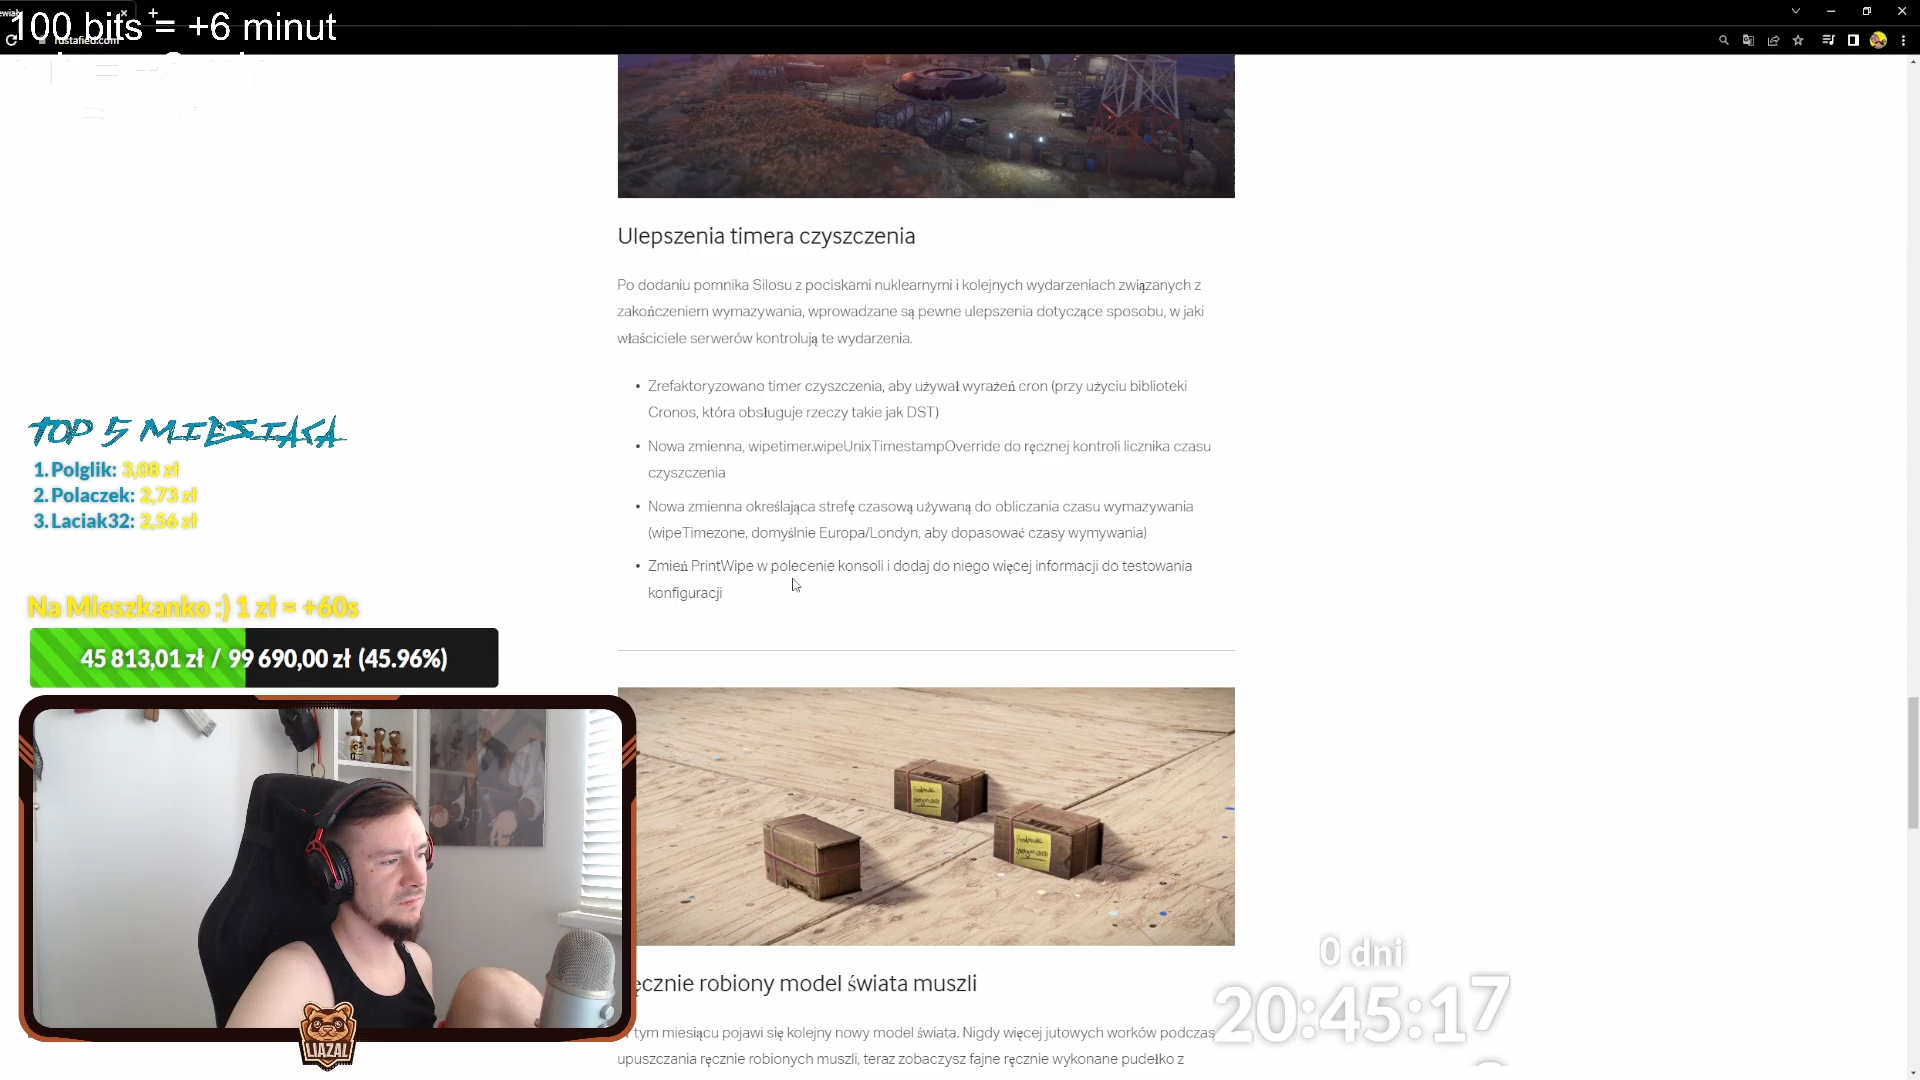 100 bits = +6 minut
rustafied.com
Ulepszenia timera czyszczenia
Po dodaniu pomnika Silosu z pociskami nuklearnymi i kolejnych wydarzeniach związanych z
zakończeniem wymazywania, wprowadzane są pewne ulepszenia dotyczące sposobu, w jaki
właściciele serwerów kontrolują te wydarzenia.
• Zrefaktoryzowano timer czyszczenia, aby używał wyrażeń cron (przy użyciu biblioteki
Cronos, która obsługuje rzeczy takie jak DST)
• Nowa zmienna, wipetimer.wipeUnixTimestampOverride do ręcznej kontroli licznika czasu
czyszczenia
• Nowa zmienna określająca strefę czasową używaną do obliczania czasu wymazywania
(wipeTimezone, domyślnie Europa/Londyn, aby dopasować czasy wymywania)
• Zmień PrintWipe w polecenie konsoli i dodaj do niego więcej informacji do testowania
konfiguracji
TOP 5 MIESIĄCA
1. Polglik: 3,08 zł
2. Polaczek: 2,73 zł
3. Laciak32: 2,56 zł
Na Mieszkanko :) 1 zł = +60s
45 813,01 zł / 99 690,00 zł (45.96%)
LIAZAL
ęcznie robiony model świata muszli
tym miesiącu pojawi się kolejny nowy model świata. Nigdy więcej jutowych worków podczas
upuszczania ręcznie robionych muszli, teraz zobaczysz fajne ręcznie wykonane pudełko z
0 dni
20:45:17